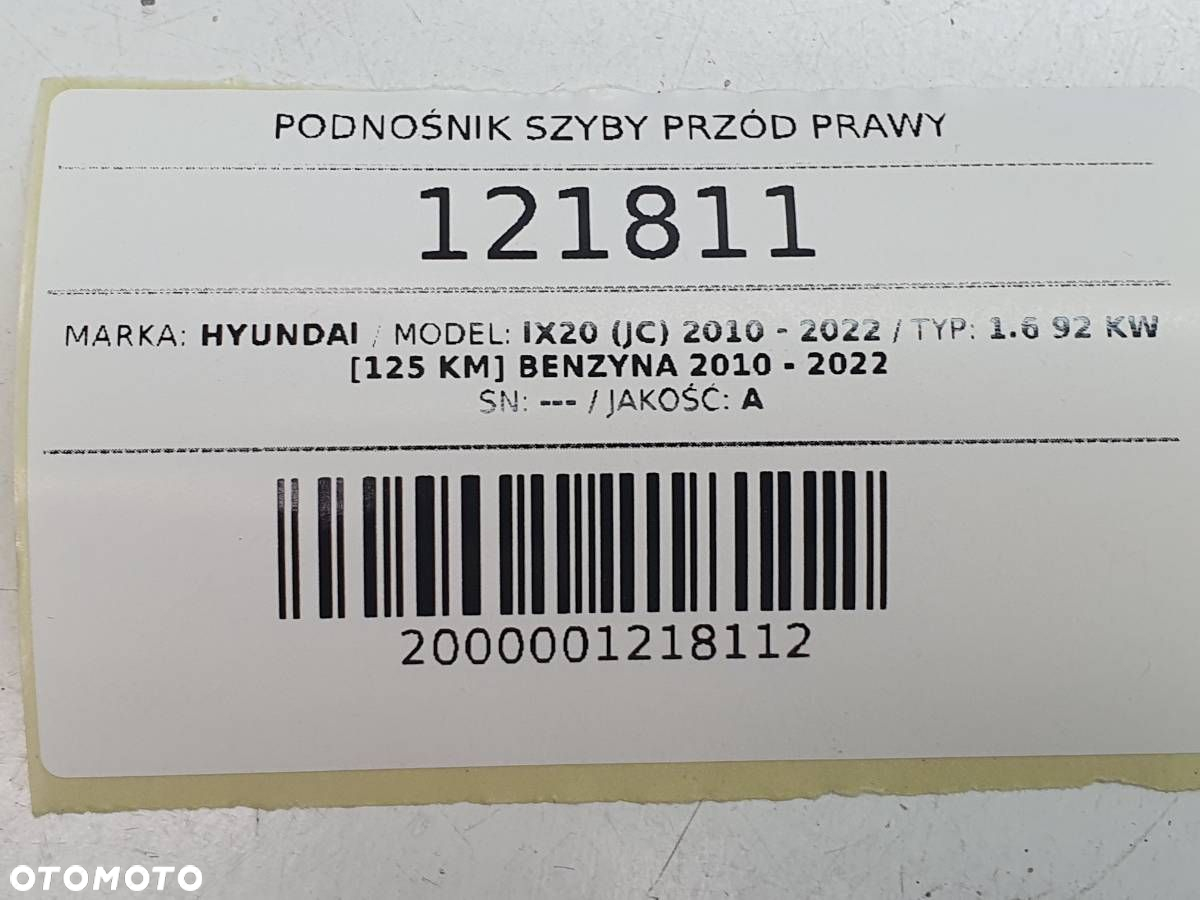 PODNOŚNIK SZYBY PRZÓD PRAWY
121811
MARKA: HYUNDAI / MODEL: IX20 (JC) 2010 - 2022 / TYP: 1.6 92 KW
[125 KM] BENZYNA 2010 - 2022
SN: --- / JAKOŚĆ: A
2000001218112
OTOMOTO